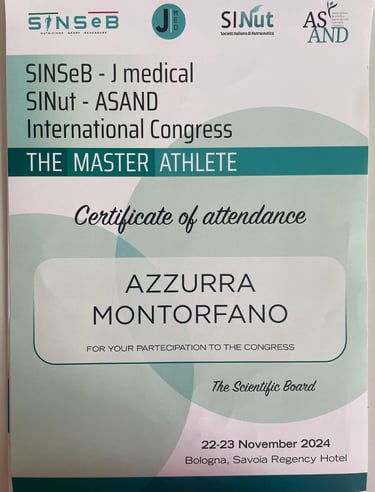 SINSeB
NUTRIZIONE SPORT BENESSERE
J MED
SINut
Società Italiana di Nutraceutica
AS AND
SINSeB - J medical
SINut - ASAND
International Congress
THE MASTER ATHLETE
Certificate of attendance
AZZURRA
MONTORFANO
FOR YOUR PARTECIPATION TO THE CONGRESS
The Scientific Board
22-23 November 2024
Bologna, Savoia Regency Hotel